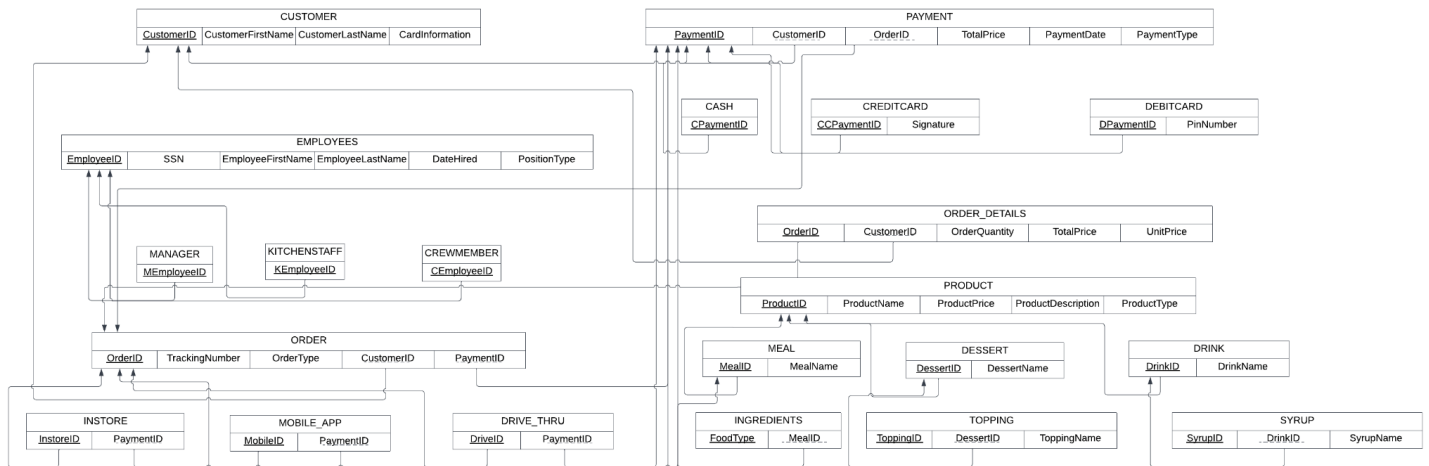 CUSTOMER
CustomerID CustomerFirstName CustomerLastName CardInformation
PAYMENT
PaymentID CustomerID OrderID TotalPrice PaymentDate PaymentType
CASH
CPaymentID
CREDITCARD
CCPaymentID Signature
DEBITCARD
DPaymentID PinNumber
EMPLOYEES
EmployeeID SSN EmployeeFirstName EmployeeLastName DateHired PositionType
ORDER_DETAILS
OrderID CustomerID OrderQuantity TotalPrice UnitPrice
MANAGER
MEmployeeID
KITCHENSTAFF
KEmployeeID
CREWMEMBER
CEmployeeID
PRODUCT
ProductID ProductName ProductPrice ProductDescription ProductType
ORDER
OrderID TrackingNumber OrderType CustomerID PaymentID
MEAL
MealID MealName
DESSERT
DessertID DessertName
DRINK
DrinkID DrinkName
INSTORE
InstoreID PaymentID
MOBILE_APP
MobileID PaymentID
DRIVE_THRU
DriveID PaymentID
INGREDIENTS
FoodType MealID
TOPPING
ToppingID DessertID ToppingName
SYRUP
SyrupID DrinkID SyrupName